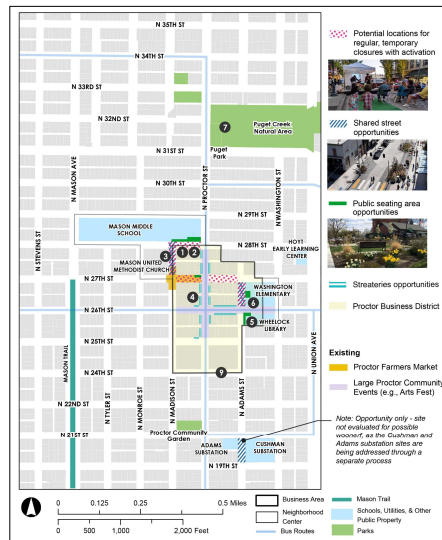 N 35TH ST
N 34TH ST
N 33RD ST
N 32ND ST
N 31ST ST
N 30TH ST
N 29TH ST
N 28TH ST
N 27TH ST
N 26TH ST
N 25TH ST
N 24TH ST
N 22ND ST
N 21ST ST
N 19TH ST
N STEVENS ST
N MASON AVE
MASON TRAIL
N TYLER ST
N MONROE ST
N MADISON ST
N PROCTOR ST
N ADAMS ST
N WASHINGTON ST
N UNION AVE
7
Puget Creek
Natural Area
Puget
Park
MASON MIDDLE
SCHOOL
HOYT
EARLY LEARNING
CENTER
3
1
2
MASON UNITED
METHODIST CHURCH
WASHINGTON
ELEMENTARY
4
6
5
WHEELOCK
LIBRARY
9
Proctor Community
Garden
ADAMS
SUBSTATION
CUSHMAN
SUBSTATION
Potential locations for
regular, temporary
closures with activation
Shared street
opportunities
Public seating area
opportunities
Streateries opportunities
Proctor Business District
Existing
Proctor Farmers
Market
Large Proctor Community
Events (e.g., Arts Fest)
Note: Opportunity only - site
not evaluated for possible
woonerf, as the Cushman and
Adams substation sites are
being addressed through a
separate process
0
0.125
0.25
0.5 Miles
0
500
1,000
2,000 Feet
Business Area
Neighborhood
Center
Bus Routes
Mason Trail
Schools, Utilities, & Other
Public Property
Parks